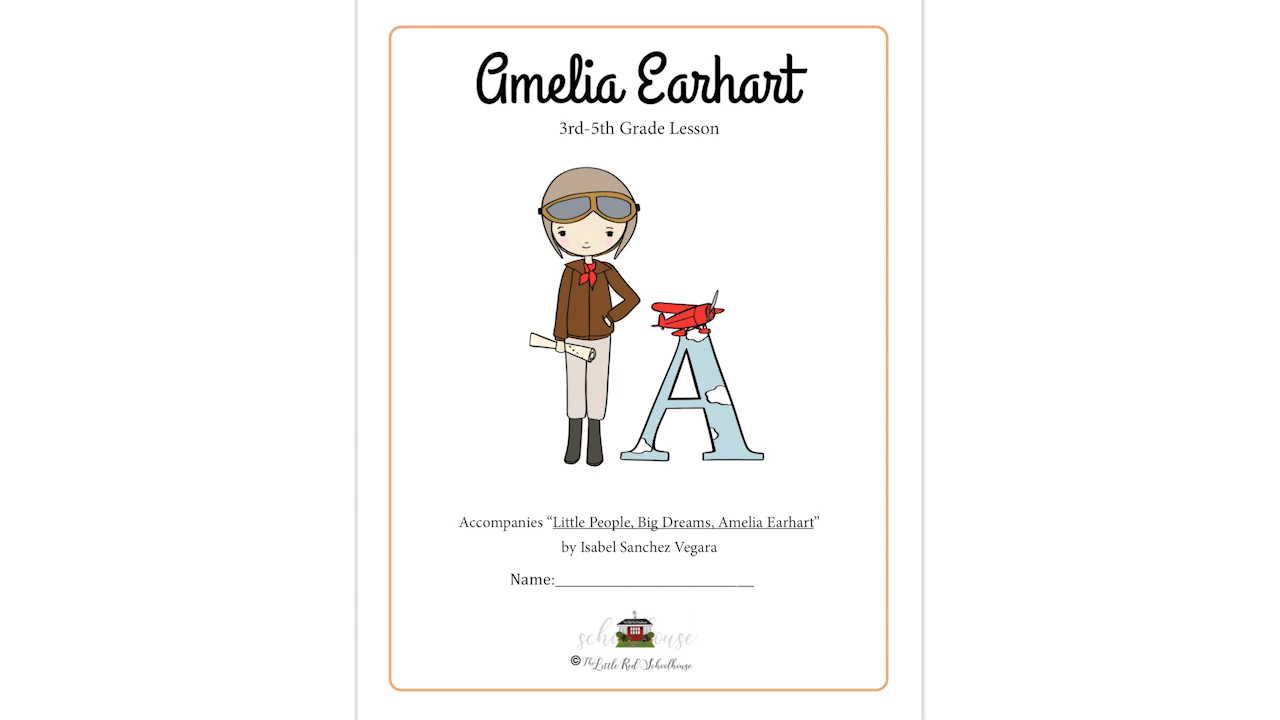 Amelia Earhart
3rd-5th Grade Lesson
A
Accompanies “Little People, Big Dreams, Amelia Earhart”
by Isabel Sanchez Vegara
Name:_________________________
© The Little Red Schoolhouse